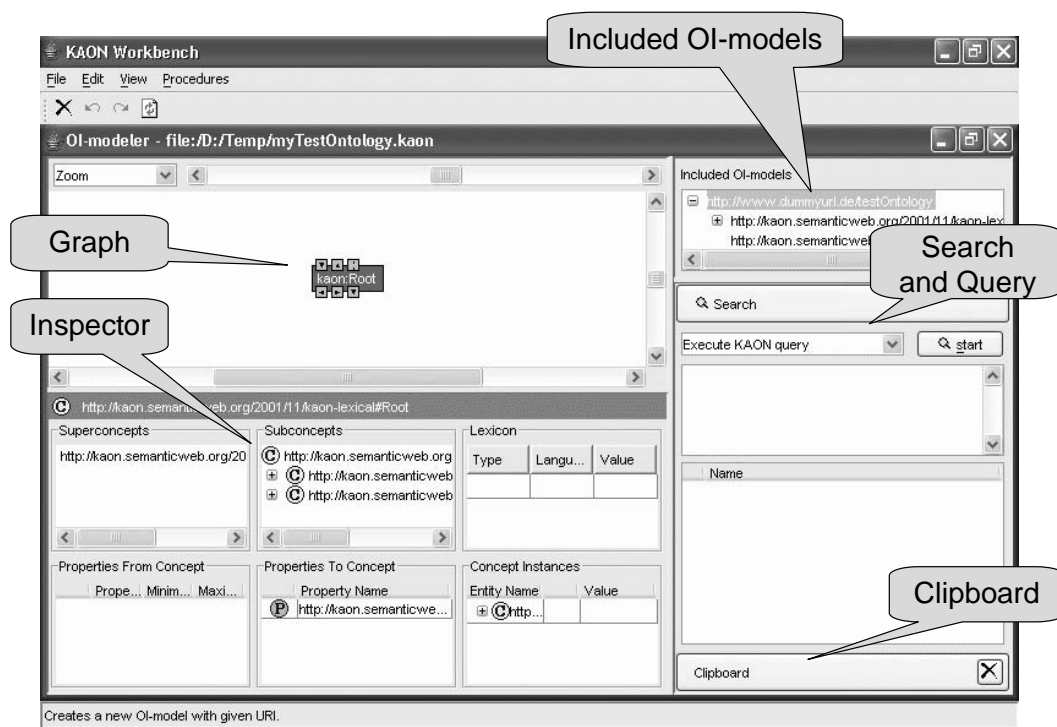 Included OI-models
KAON Workbench
File Edit View Procedures
OI-modeler - file:/D:/Temp/myTestOntology.kaon
Zoom
Included OI-models
http://www.dummyurl.de/testOntology
http://kaon.semanticweb.org/2001/11/kaon-lex
http://kaon.semanticwe
Graph
kaon:Root
Search
and Query
Search
Inspector
Execute KAON query
start
http://kaon.semanticweb.org/2001/11/kaon-lexical#Root
Superconcepts
http://kaon.semanticweb.org/20
Subconcepts
http://kaon.semanticweb.org
http://kaon.semanticweb
http://kaon.semanticweb
Lexicon
Type Langu... Value
Name
Properties From Concept
Prope... Minim... Maxi...
Properties To Concept
Property Name
P http://kaon.semanticwe...
Concept Instances
Entity Name Value
C http...
Clipboard
Clipboard
Creates a new OI-model with given URI.